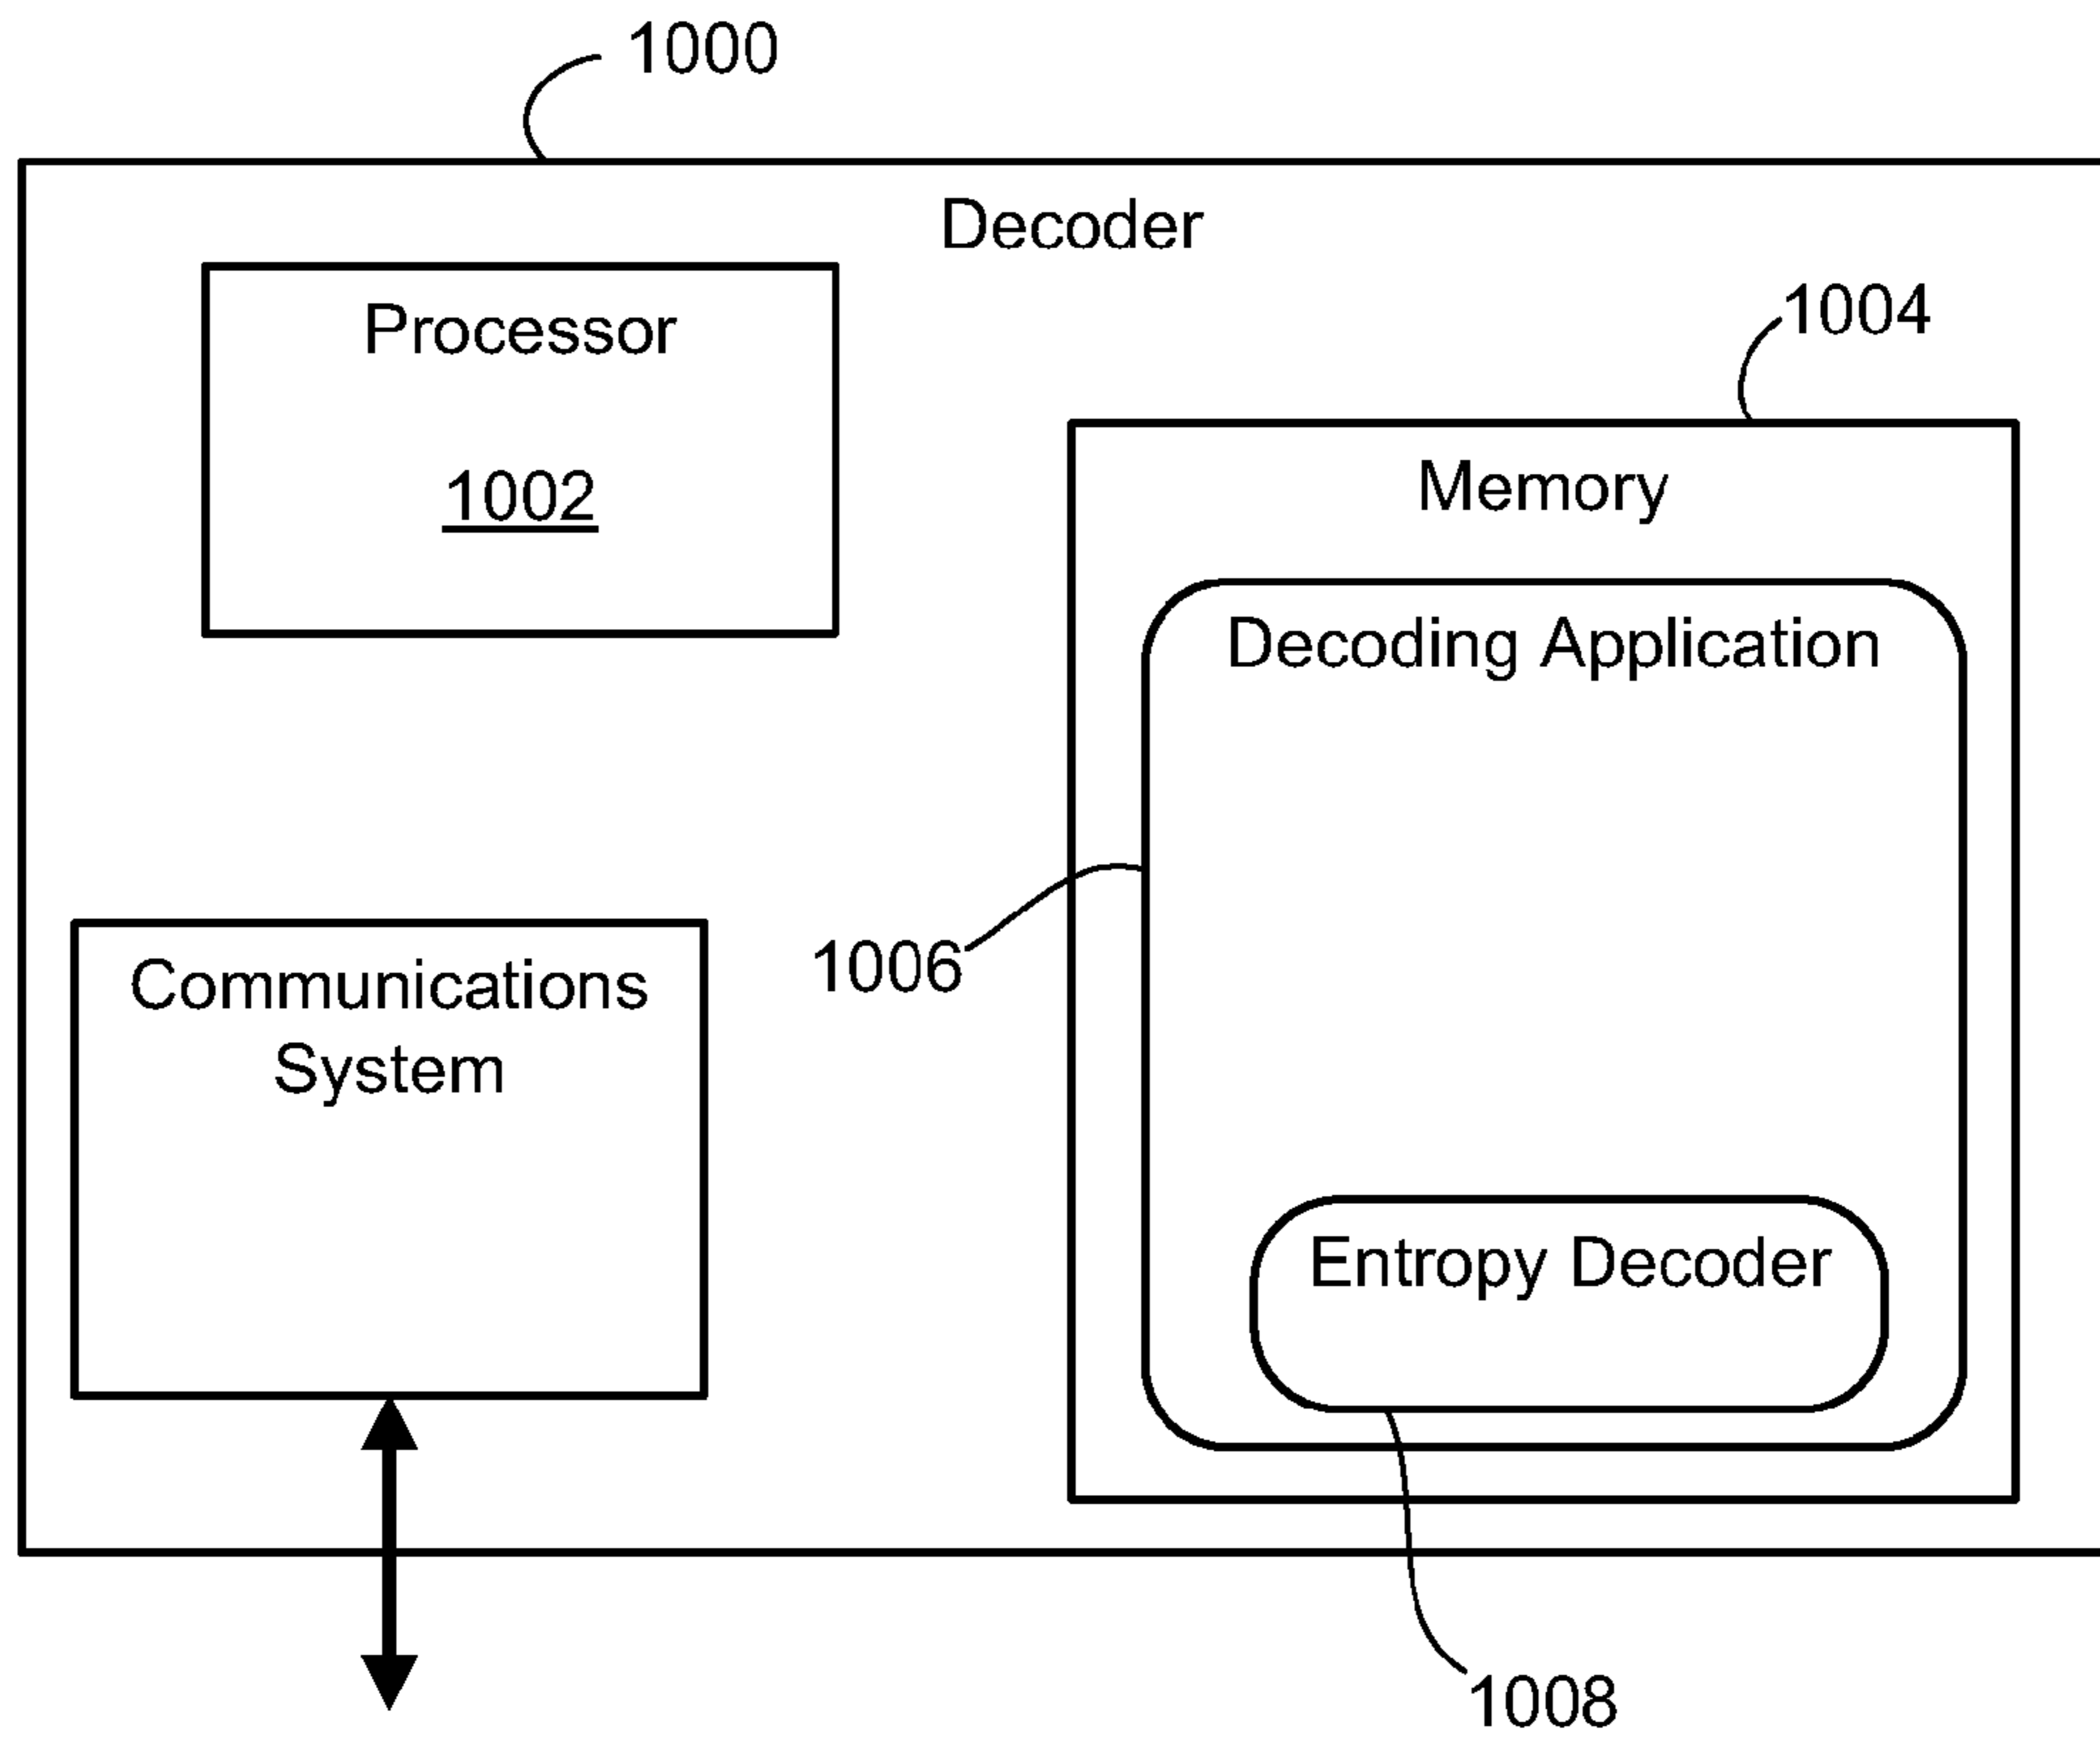 1000
Decoder
Processor
1002
1004
Memory
Decoding Application
1006
Communications
System
Entropy Decoder
1008